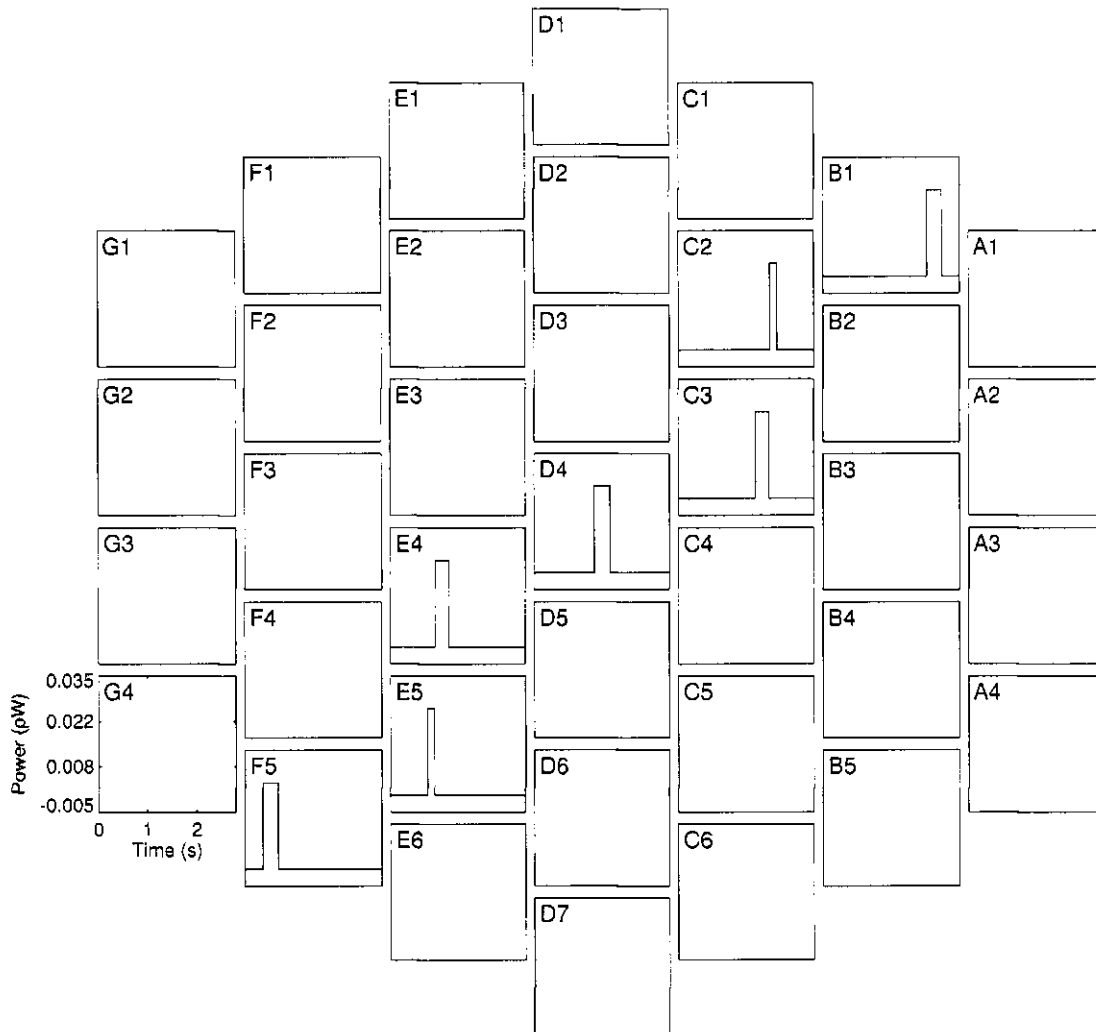 D1
E1
C1
F1
D2
B1
G1
E2
C2
A1
F2
D3
B2
G2
E3
C3
A2
F3
D4
B3
G3
E4
C4
A3
F4
D5
B4
G4
E5
C5
A4
F5
D6
B5
E6
C6
D7
Power (pW)
0.035
0.022
0.008
-0.005
0 1 2
Time (s)